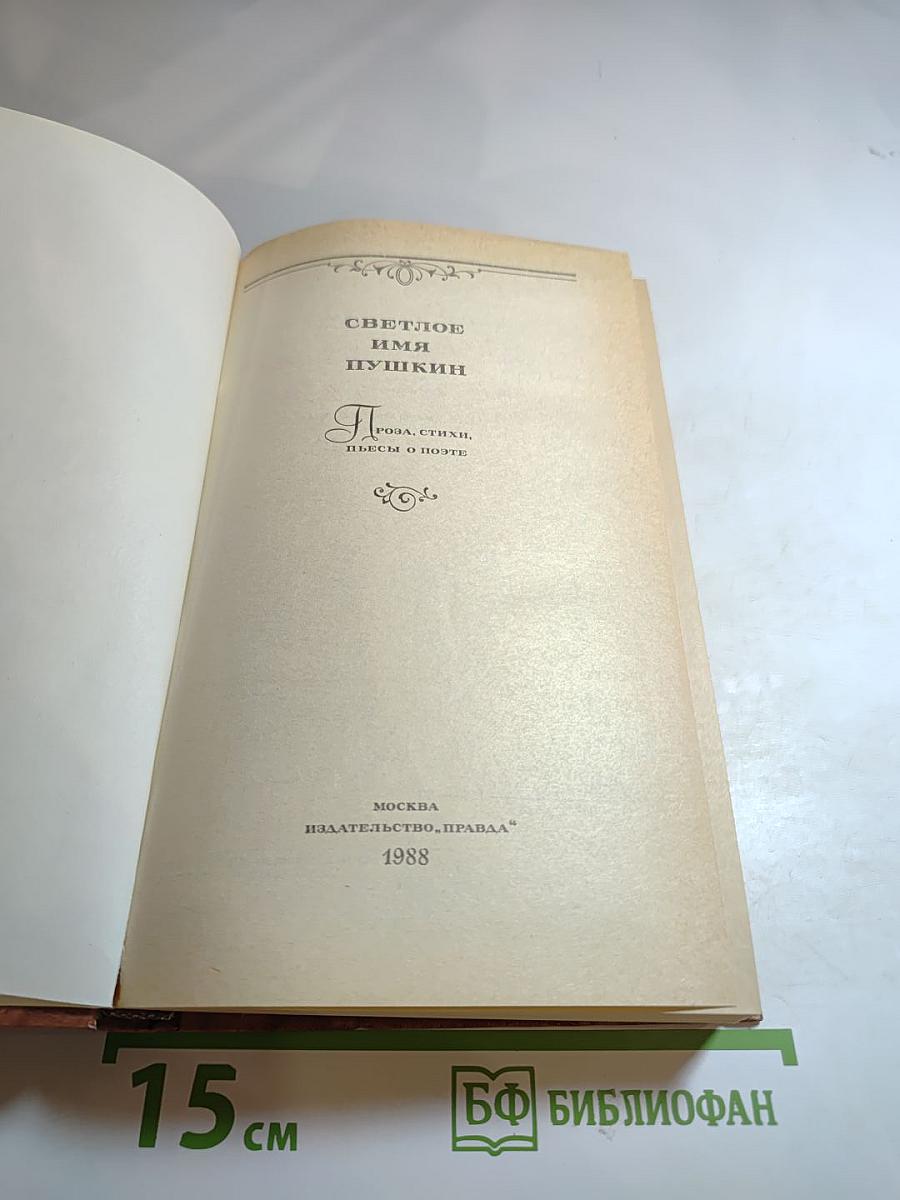 СВЕТЛОЕ
ИМЯ
ПУШКИН
Проза, стихи,
пьесы о поэте
МОСКВА
ИЗДАТЕЛЬСТВО „ПРАВДА“
1988
15 см
БФ БИБЛИОФАН